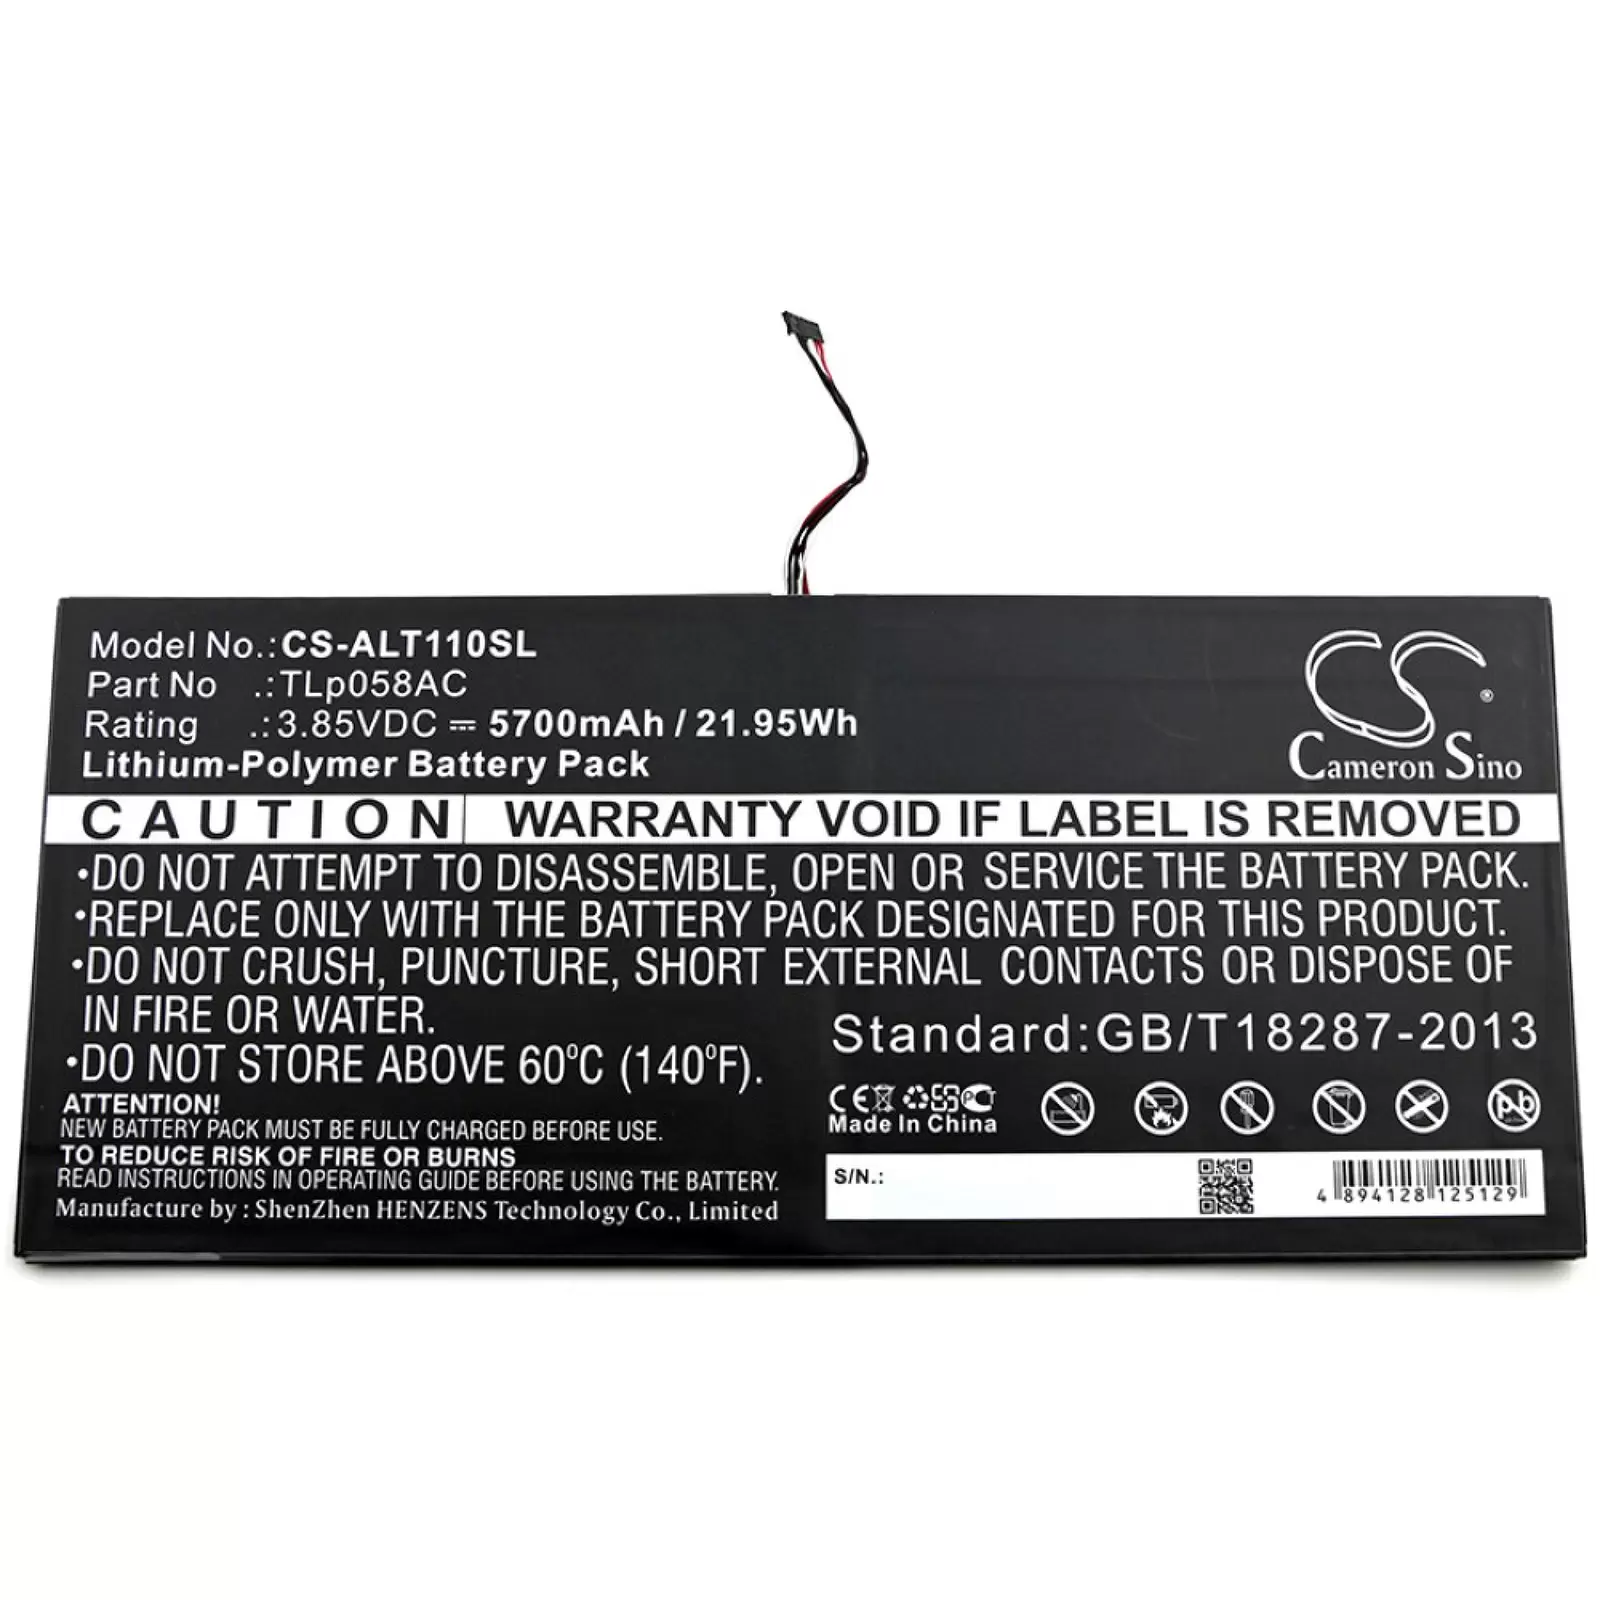 Model No.:CS-ALT110SL
Part No .:TLp058AC
Rating .:3.85VDC ⎓ 5700mAh / 21.95Wh
Lithium-Polymer Battery Pack
CS ®
Cameron Sino
CAUTION WARRANTY VOID IF LABEL IS REMOVED
•DO NOT ATTEMPT TO DISASSEMBLE, OPEN OR SERVICE THE BATTERY PACK.
•REPLACE ONLY WITH THE BATTERY PACK DESIGNATED FOR THIS PRODUCT.
•DO NOT CRUSH, PUNCTURE, SHORT EXTERNAL CONTACTS OR DISPOSE OF
IN FIRE OR WATER.
•DO NOT STORE ABOVE 60°C (140°F).
ATTENTION!
NEW BATTERY PACK MUST BE FULLY CHARGED BEFORE USE.
TO REDUCE RISK OF FIRE OR BURNS
READ INSTRUCTIONS IN OPERATING GUIDE BEFORE USING THE BATTERY.
Manufacture by : ShenZhen HENZENS Technology Co., Limited
Standard:GB/T18287-2013
CE PCT Pb
Made In China
S/N.:
4 894128 125129